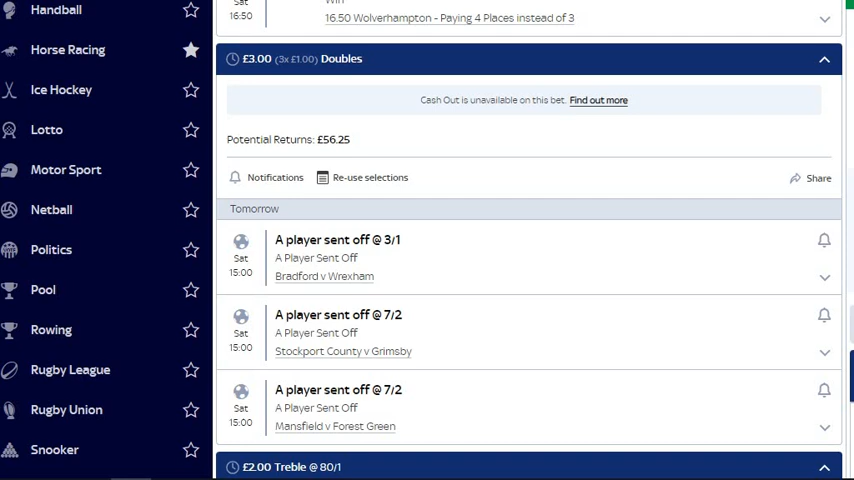 Handball
Horse Racing
Ice Hockey
Lotto
Motor Sport
Netball
Politics
Pool
Rowing
Rugby League
Rugby Union
Snooker
Sat
16:50
Win
16:50 Wolverhampton - Paying 4 Places instead of 3
£3.00 (3x £1.00) Doubles
Cash Out is unavailable on this bet. Find out more
Potential Returns: £56.25
Notifications Re-use selections Share
Tomorrow
Sat
15:00
A player sent off @ 3/1
A Player Sent Off
Bradford v Wrexham
Sat
15:00
A player sent off @ 7/2
A Player Sent Off
Stockport County v Grimsby
Sat
15:00
A player sent off @ 7/2
A Player Sent Off
Mansfield v Forest Green
£2.00 Treble @ 80/1